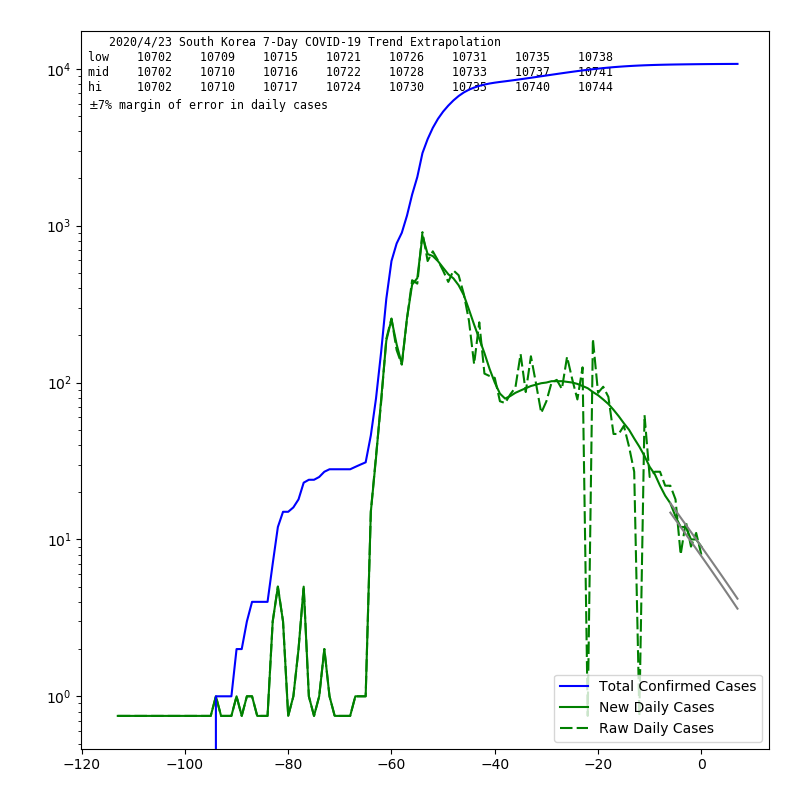 2020/4/23 South Korea 7-Day COVID-19 Trend Extrapolation
low 10702 10709 10715 10721 10726 10731 10735 10738
mid 10702 10710 10716 10722 10728 10733 10737 10741
hi 10702 10710 10717 10724 10730 10735 10740 10744
±7% margin of error in daily cases
10⁴
10³
10²
10¹
10⁰
Total Confirmed Cases
New Daily Cases
Raw Daily Cases
−120 −100 −80 −60 −40 −20 0